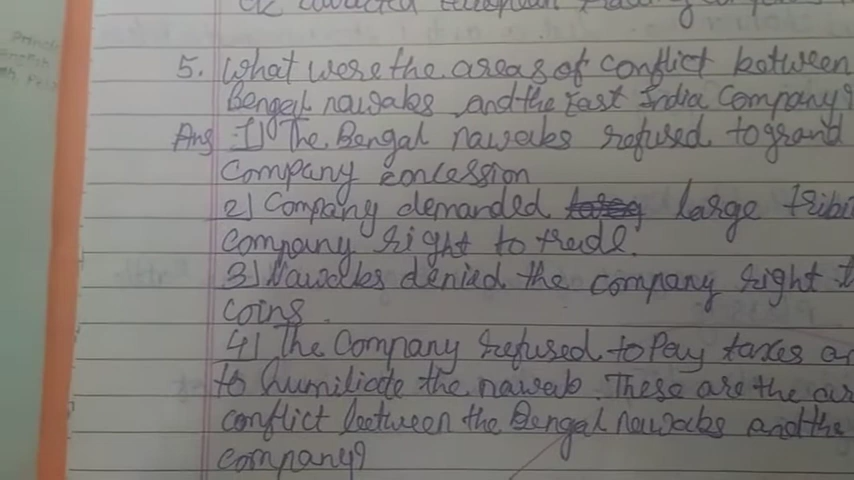 5. What were the areas of conflict between
Bengal nawabs and the East India Company?
Ans 1) The Bengal nawabs refused to grand
Company concession
2) Company demanded large
Company right to trade.
3) Nawabs denied the company right
coins.
4) The Company refused to Pay taxes
to humiliate the nawab. These are the
conflict between the Bengal nawabs and the
company?